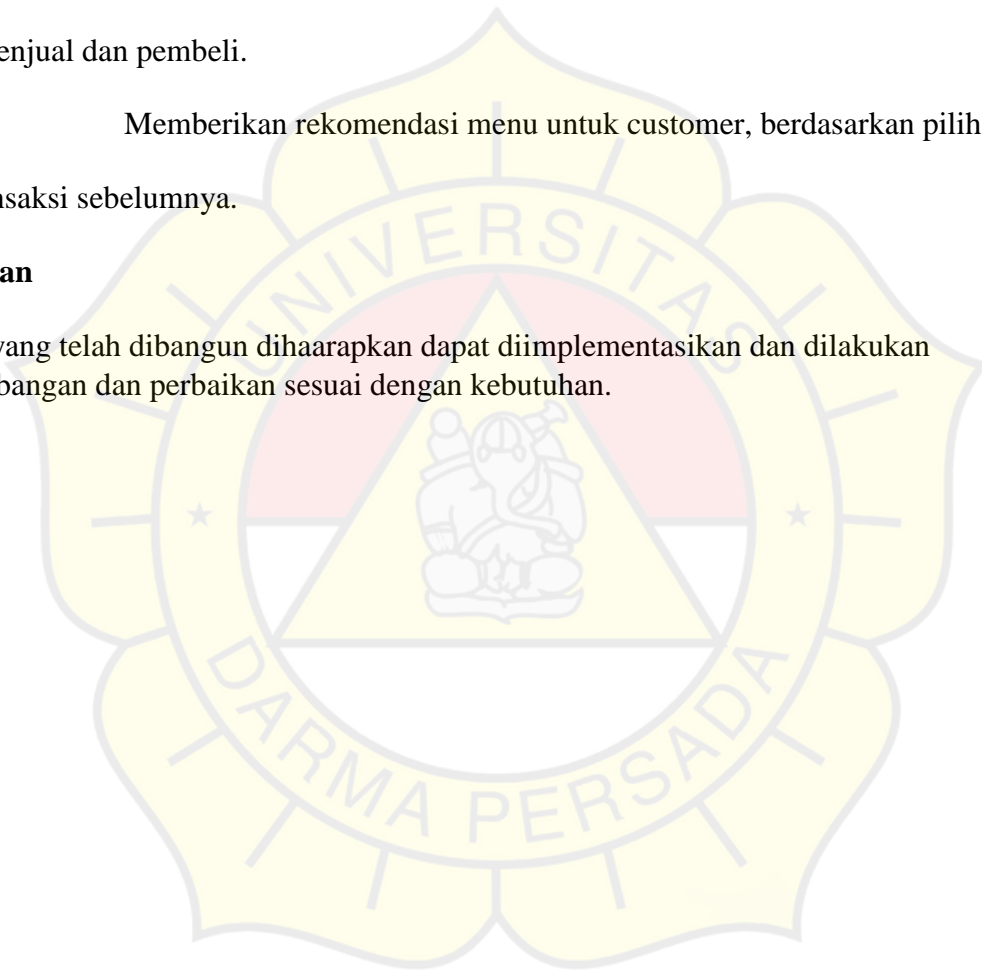 enjual dan pembeli.
Memberikan rekomendasi menu untuk customer, berdasarkan pilih
nsaksi sebelumnya.
an
yang telah dibangun dihaarapkan dapat diimplementasikan dan dilakukan
bangan dan perbaikan sesuai dengan kebutuhan.
UNIVERSITAS
DARMA PERSADA